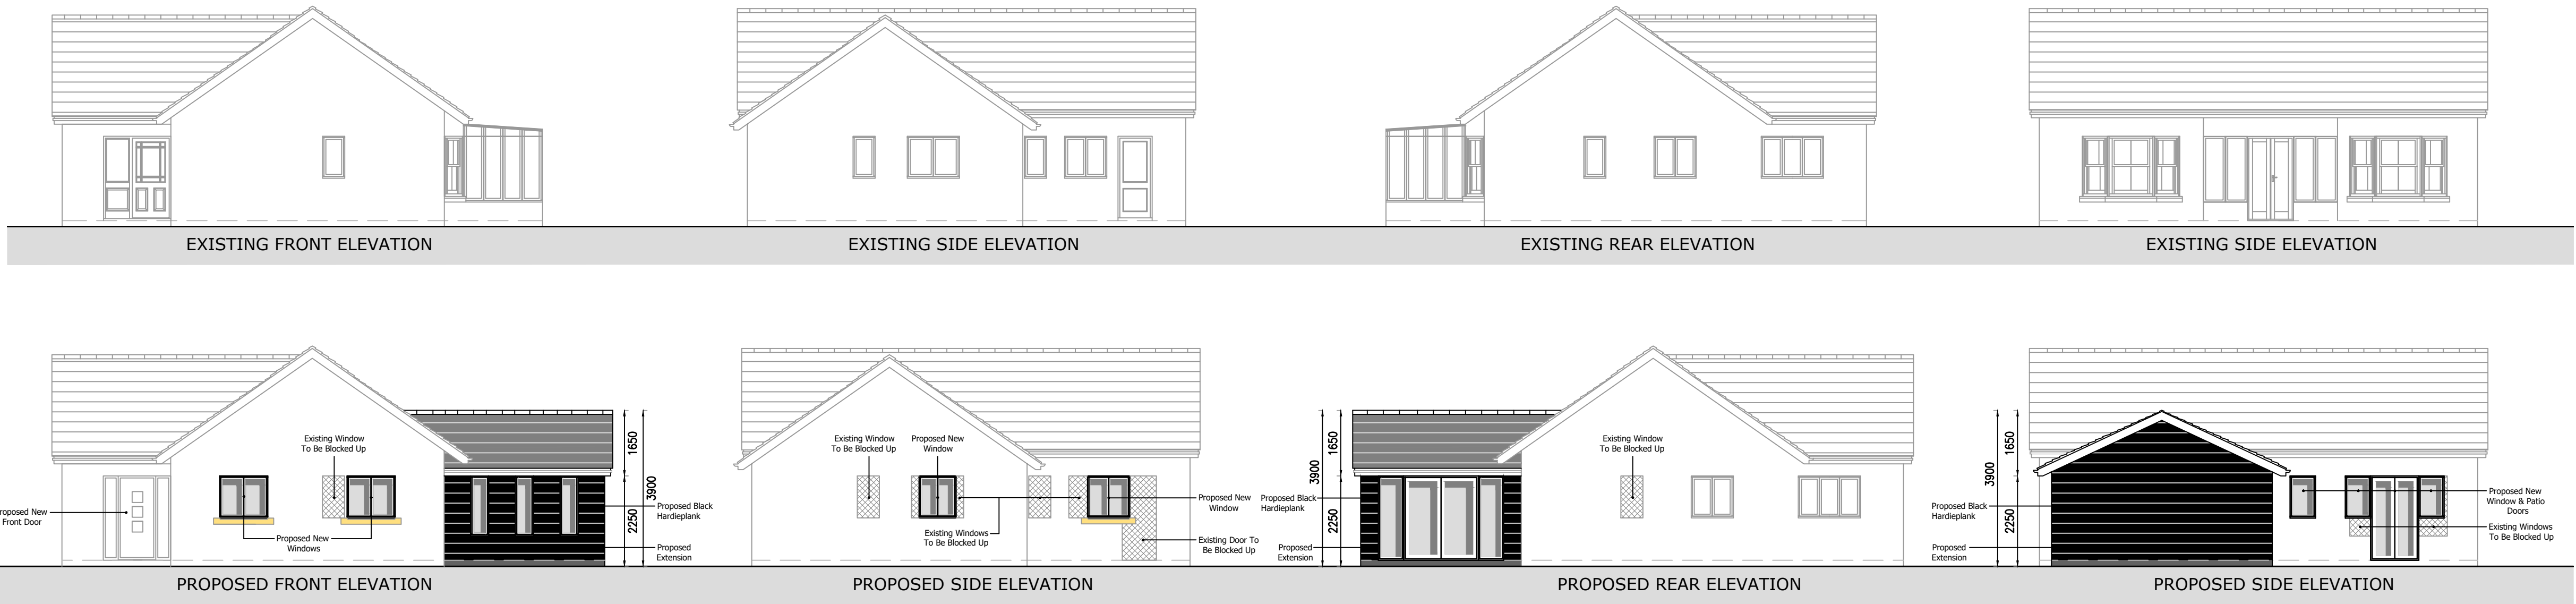 EXISTING FRONT ELEVATION
EXISTING SIDE ELEVATION
EXISTING REAR ELEVATION
EXISTING SIDE ELEVATION
Existing Window
To Be Blocked Up
roposed New
Front Door
Proposed New
Windows
1650
3900
2250
Proposed Black
Hardieplank
Proposed
Extension
PROPOSED FRONT ELEVATION
Existing Window
To Be Blocked Up
Proposed New
Window
Existing Windows
To Be Blocked Up
Proposed New
Window
Existing Door To
Be Blocked Up
PROPOSED SIDE ELEVATION
1650
3900
2250
Proposed Black
Hardieplank
Proposed
Extension
Existing Window
To Be Blocked Up
PROPOSED REAR ELEVATION
1650
3900
2250
Proposed Black
Hardieplank
Proposed
Extension
Proposed New
Window & Patio
Doors
Existing Windows
To Be Blocked Up
PROPOSED SIDE ELEVATION